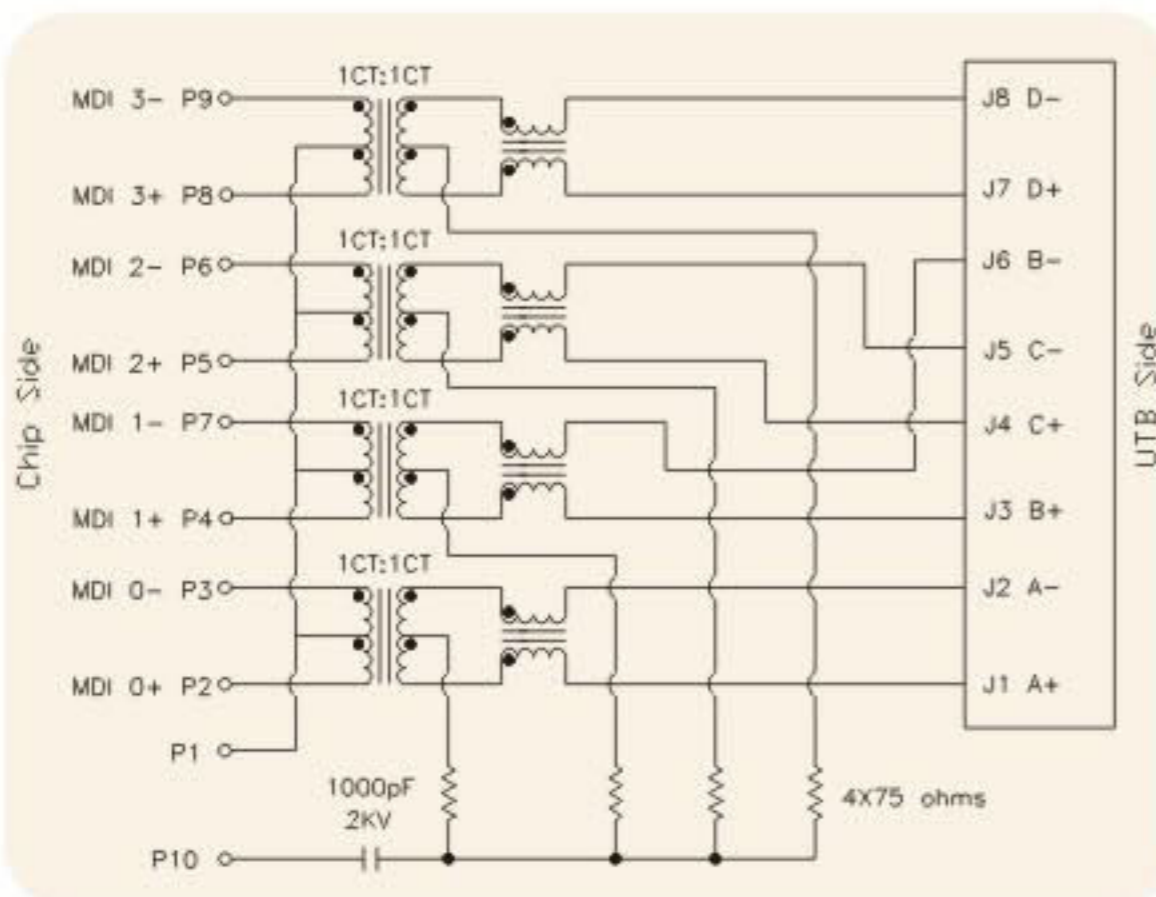 1CT:1CT
MDI 3- P9
J8 D-
MDI 3+ P8
J7 D+
1CT:1CT
MDI 2- P6
J6 B-
Chip Side
UTB Side
MDI 2+ P5
J5 C-
1CT:1CT
MDI 1- P7
J4 C+
MDI 1+ P4
J3 B+
1CT:1CT
MDI 0- P3
J2 A-
MDI 0+ P2
J1 A+
P1
1000pF
2KV
4X75 ohms
P10